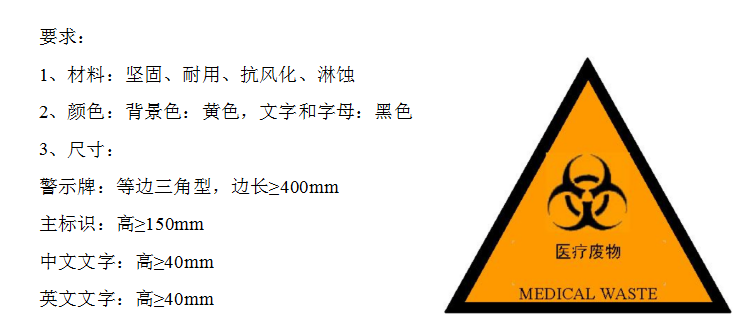 要求：
1、材料：坚固、耐用、抗风化、淋蚀
2、颜色：背景色：黄色，文字和字母：黑色
3、尺寸：
警示牌：等边三角型，边长≥400mm
主标识：高≥150mm
中文文字：高≥40mm
英文文字：高≥40mm
医疗废物
MEDICAL WASTE